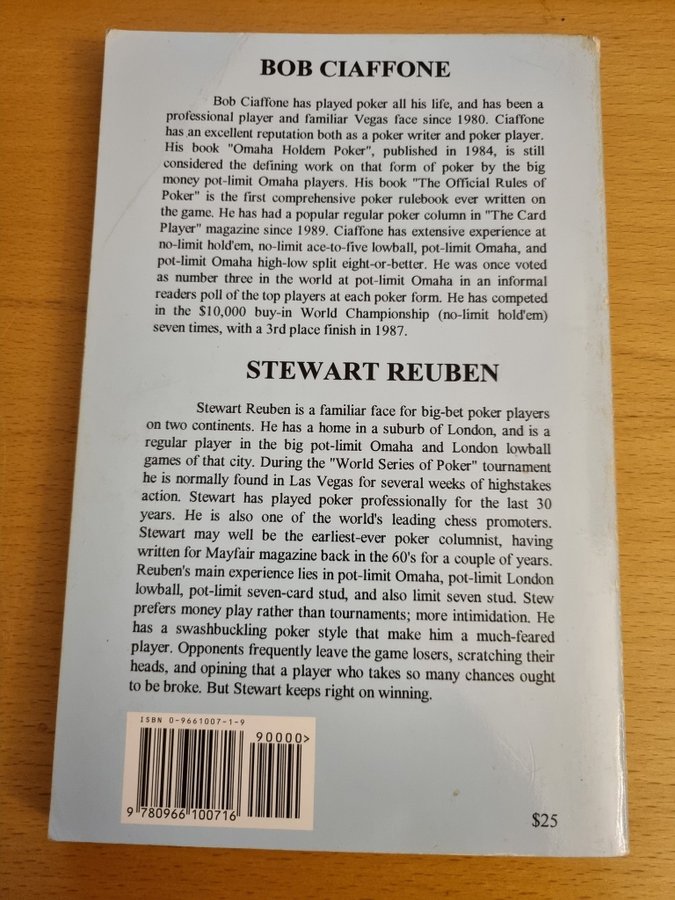 BOB CIAFFONE
Bob Ciaffone has played poker all his life, and has been a
professional player and familiar Vegas face since 1980. Ciaffone
has an excellent reputation both as a poker writer and poker player.
His book "Omaha Holdem Poker", published in 1984, is still
considered the defining work on that form of poker by the big
money pot-limit Omaha players. His book "The Official Rules of
Poker" is the first comprehensive poker rulebook ever written on
the game. He has had a popular regular poker column in "The Card
Player" magazine since 1989. Ciaffone has extensive experience at
no-limit hold'em, no-limit ace-to-five lowball, pot-limit Omaha, and
pot-limit Omaha high-low split eight-or-better. He was once voted
as number three in the world at pot-limit Omaha in an informal
readers poll of the top players at each poker form. He has competed
in the $10,000 buy-in World Championship (no-limit hold'em)
seven times, with a 3rd place finish in 1987.
STEWART REUBEN
Stewart Reuben is a familiar face for big-bet poker players
on two continents. He has a home in a suburb of London, and is a
regular player in the big pot-limit Omaha and London lowball
games of that city. During the "World Series of Poker" tournament
he is normally found in Las Vegas for several weeks of highstakes
action. Stewart has played poker professionally for the last 30
years. He is also one of the world's leading chess promoters.
Stewart may well be the earliest-ever poker columnist, having
written for Mayfair magazine back in the 60's for a couple of years.
Reuben's main experience lies in pot-limit Omaha, pot-limit London
lowball, pot-limit seven-card stud, and also limit seven stud. Stew
prefers money play rather than tournaments; more intimidation. He
has a swashbuckling poker style that make him a much-feared
player. Opponents frequently leave the game losers, scratching their
heads, and opining that a player who takes so many chances ought
to be broke. But Stewart keeps right on winning.
ISBN 0-9661007-1-9
90000>
9 780966 100716
$25